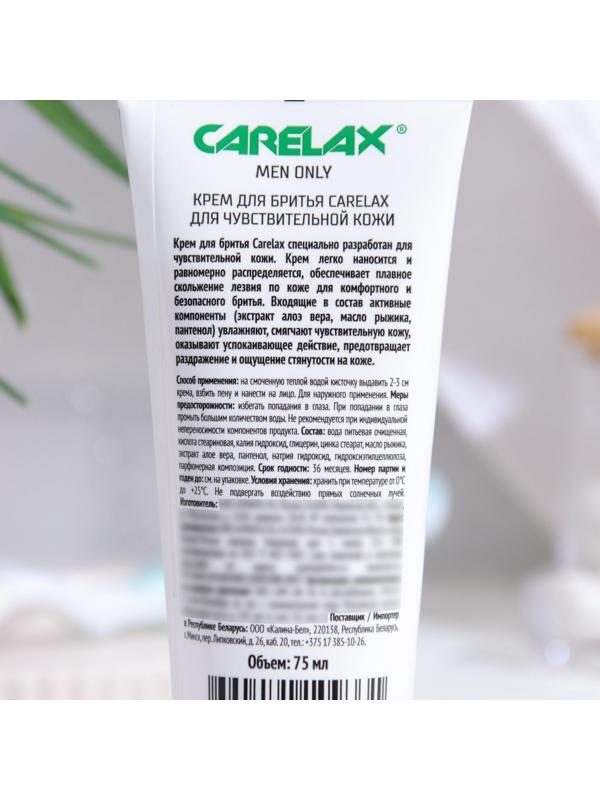 CARELAX®
MEN ONLY
КРЕМ ДЛЯ БРИТЬЯ CARELAX
ДЛЯ ЧУВСТВИТЕЛЬНОЙ КОЖИ
Крем для бритья Carelax специально разработан для
чувствительной кожи. Крем легко наносится и
равномерно распределяется, обеспечивает плавное
скольжение лезвия по коже для комфортного и
безопасного бритья. Входящие в состав активные
компоненты (экстракт алоэ вера, масло рыжика,
пантенол) увлажняют, смягчают чувствительную кожу,
оказывают успокаивающее действие, предотвращает
раздражение и ощущение стянутости на коже.
Способ применения: на смоченную теплой водой кисточку выдавить 2-3 см
крема, взбить пену и нанести на лицо. Для наружного применения. Меры
предосторожности: избегать попадания в глаза. При попадании в глаза
промыть большим количеством воды. Не рекомендуется при индивидуальной
непереносимости компонентов продукта. Состав: вода питьевая очищенная,
кислота стеариновая, калия гидроксид, глицерин, цинка стеарат, масло рыжика,
экстракт алое вера, пантенол, натрия гидроксид, гидроксиэтилцеллюлоза,
парфюмерная композиция. Срок годности: 36 месяцев. Номер партии и
годен до: см. на упаковке. Условия хранения: хранить при температуре от 0°C
до +25°C. Не подвергать воздействию прямых солнечных лучей.
Изготовитель:
Поставщик / Импортер
в Республике Беларусь: ООО «Калина-Бел», 220138, Республика Беларусь,
г.Минск, пер. Липковский, д. 26, каб. 20, тел.: +375 17 385-10-26.
Объем: 75 мл